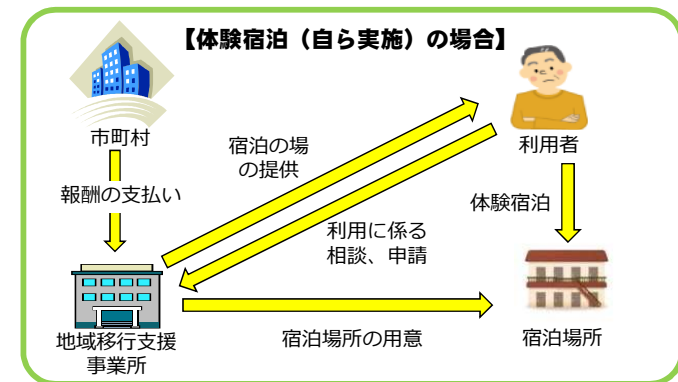 【体験宿泊（自ら実施）の場合】
市町村
利用者
宿泊の場
の提供
報酬の支払い
体験宿泊
利用に係る
相談、申請
地域移行支援
事業所
宿泊場所の用意
宿泊場所